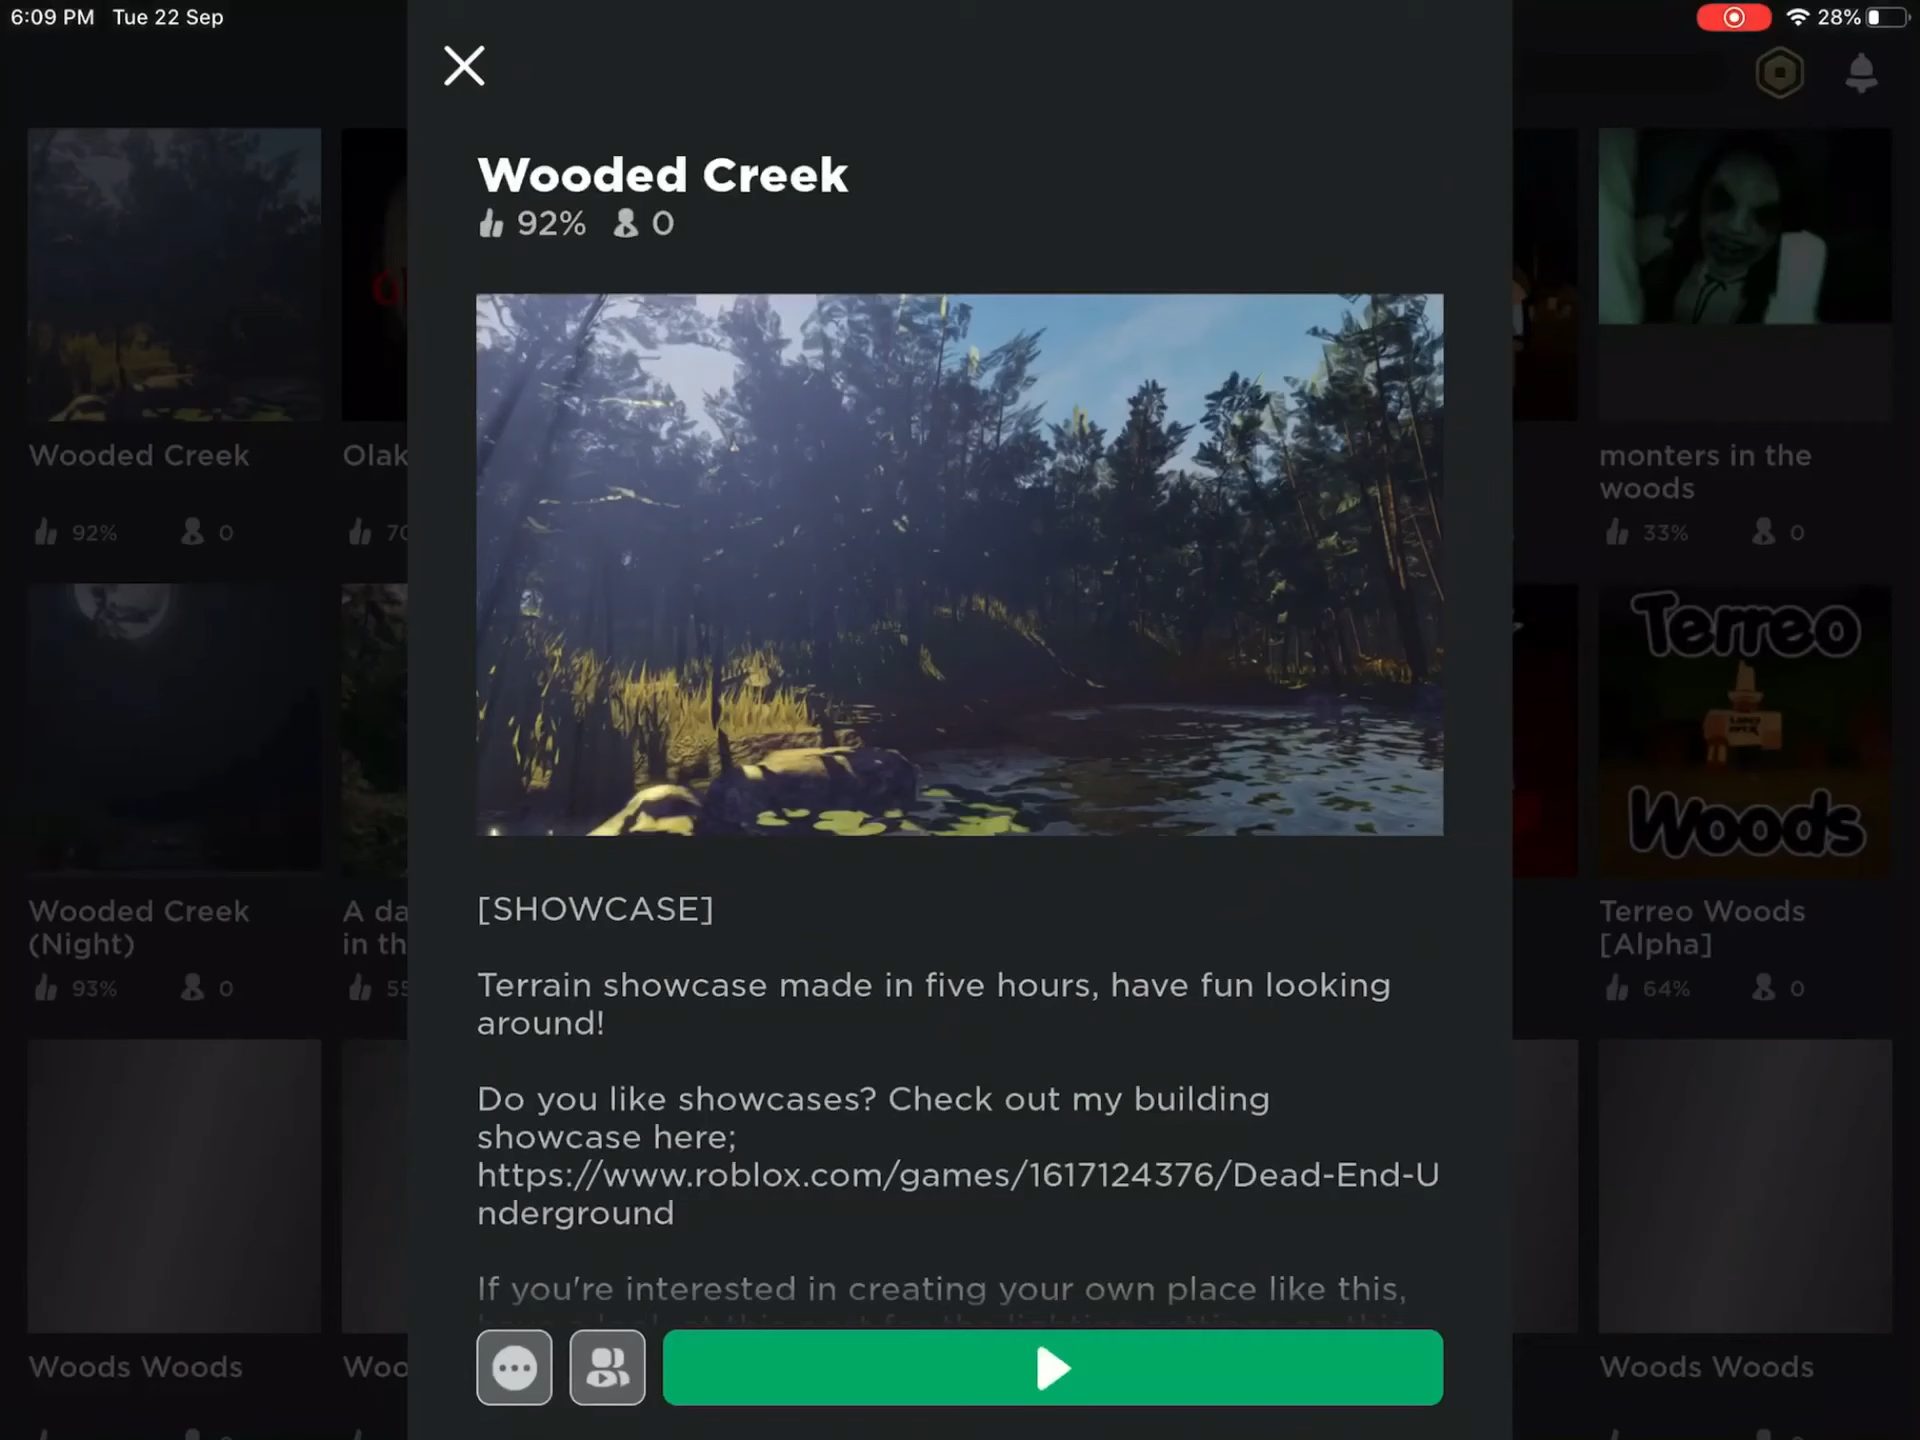 6:09 PM Tue 22 Sep
28%
Wooded Creek
92% 0
[SHOWCASE]
Terrain showcase made in five hours, have fun looking
around!
Do you like showcases? Check out my building
showcase here;
https://www.roblox.com/games/1617124376/Dead-End-U
nderground
If you're interested in creating your own place like this,
Wooded Creek
92% 0
Olak
70
monters in the
woods
33% 0
Wooded Creek
(Night)
93% 0
A da
in th
55
Terreo
LUMBER
Woods
Terreo Woods
[Alpha]
64% 0
Woods Woods
Woo
Woods Woods